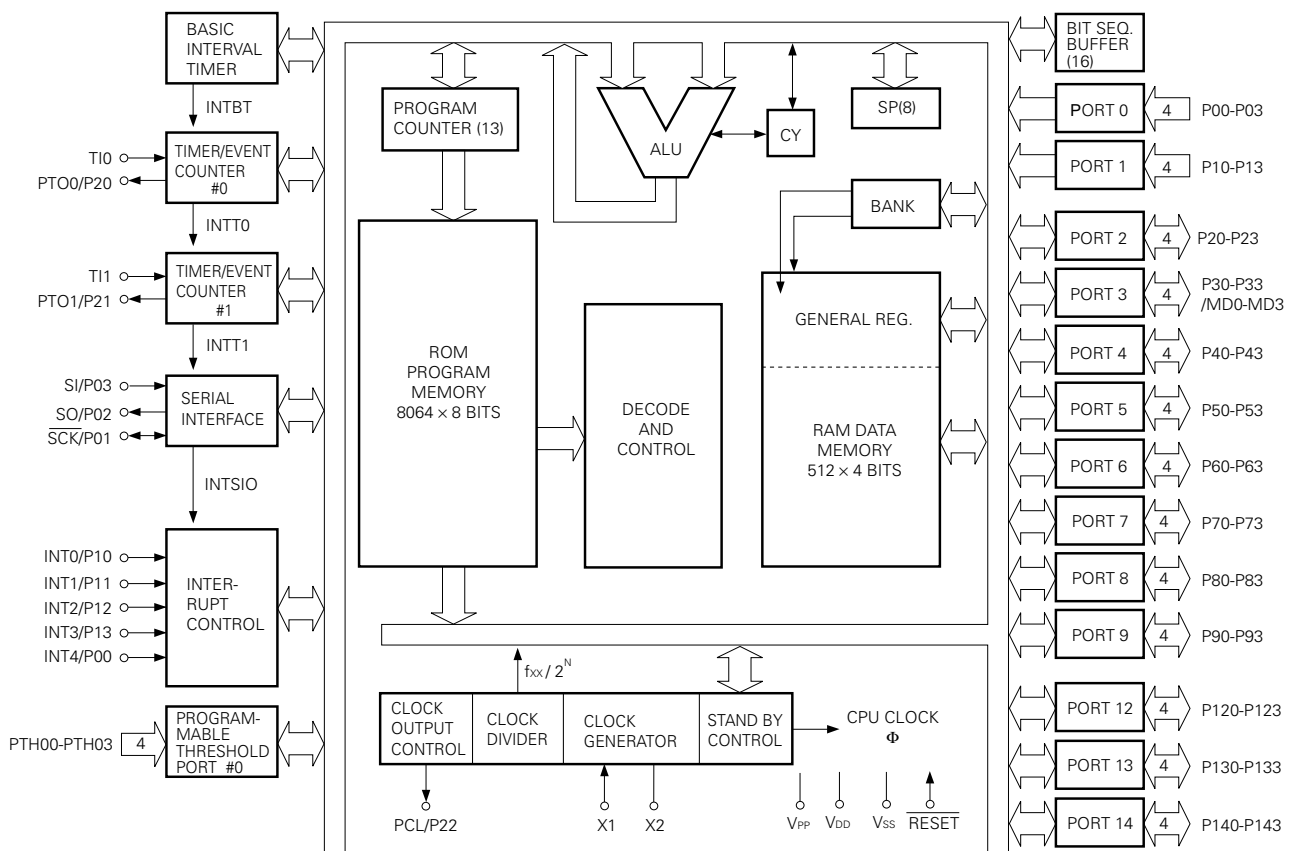 BASIC
INTERVAL
TIMER
INTBT
TI0
PTO0/P20
TIMER/EVENT
COUNTER
#0
INTT0
TI1
PTO1/P21
TIMER/EVENT
COUNTER
#1
INTT1
SI/P03
SO/P02
SCK/P01
SERIAL
INTERFACE
INTSIO
INT0/P10
INT1/P11
INT2/P12
INT3/P13
INT4/P00
INTER-
RUPT
CONTROL
PTH00-PTH03
4
PROGRAM-
MABLE
THRESHOLD
PORT #0
PROGRAM
COUNTER (13)
ALU
CY
SP(8)
BANK
ROM
PROGRAM
MEMORY
8064 × 8 BITS
DECODE
AND
CONTROL
GENERAL REG.
RAM DATA
MEMORY
512 × 4 BITS
fxx / 2^N
CLOCK
OUTPUT
CONTROL
CLOCK
DIVIDER
CLOCK
GENERATOR
STAND BY
CONTROL
CPU CLOCK
Φ
PCL/P22
X1
X2
VPP
VDD
VSS
RESET
BIT SEQ.
BUFFER
(16)
PORT 0
4
P00-P03
PORT 1
4
P10-P13
PORT 2
4
P20-P23
PORT 3
4
P30-P33
/MD0-MD3
PORT 4
4
P40-P43
PORT 5
4
P50-P53
PORT 6
4
P60-P63
PORT 7
4
P70-P73
PORT 8
4
P80-P83
PORT 9
4
P90-P93
PORT 12
4
P120-P123
PORT 13
4
P130-P133
PORT 14
4
P140-P143